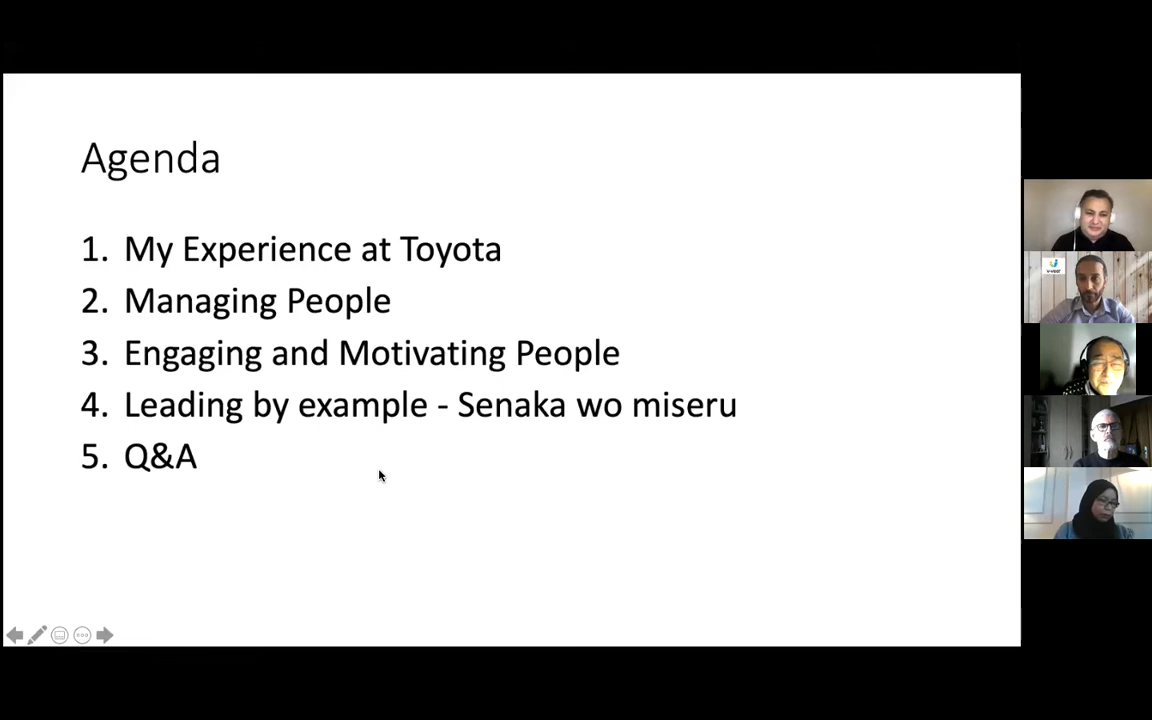 Agenda
1. My Experience at Toyota
2. Managing People
3. Engaging and Motivating People
4. Leading by example - Senaka wo miseru
5. Q&A